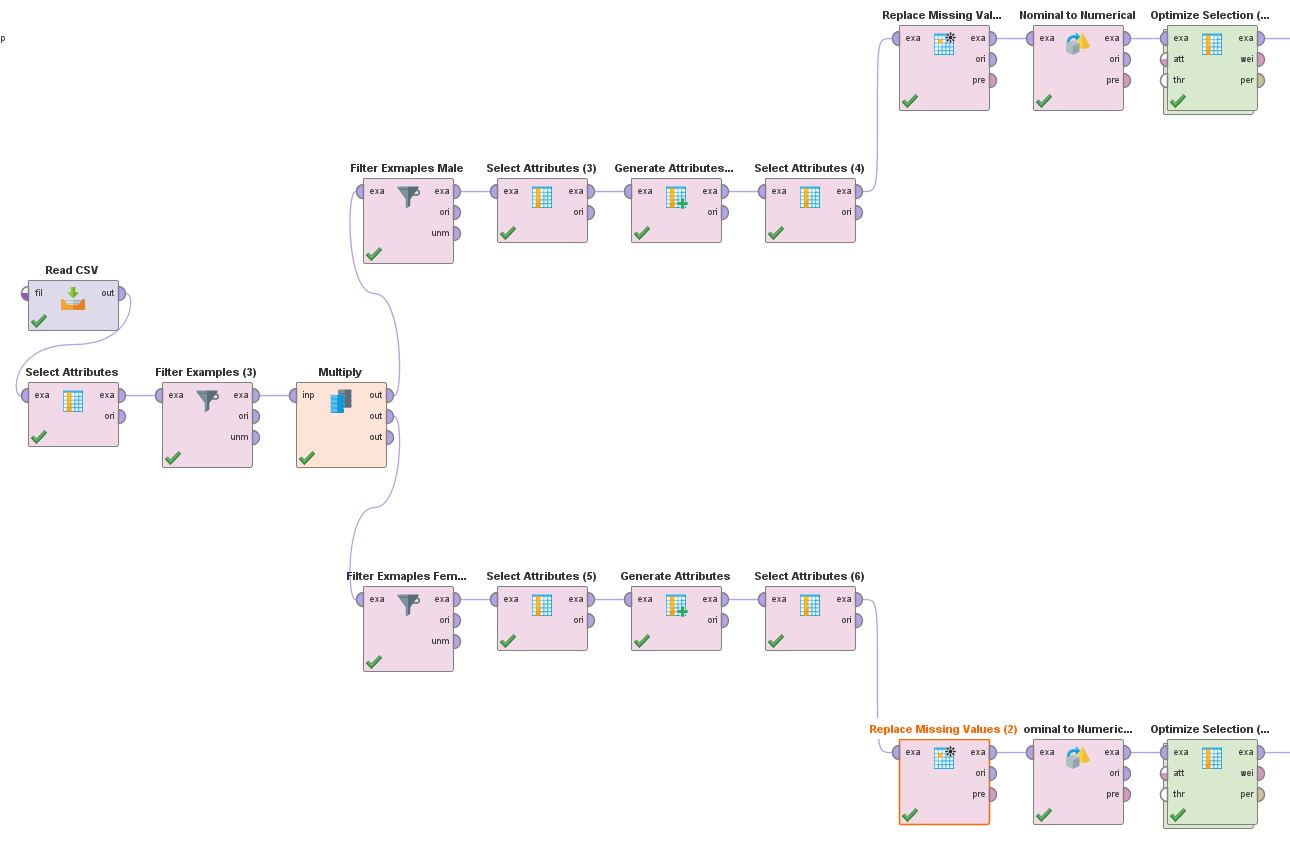 Replace Missing Val...
Nominal to Numerical
Optimize Selection (...
p
exa exa
ori
pre
exa exa
ori
pre
exa exa
att wei
thr per
Filter Exmaples Male
Select Attributes (3)
Generate Attributes...
Select Attributes (4)
exa exa
ori
unm
exa exa
ori
exa exa
ori
exa exa
ori
Read CSV
fil out
Select Attributes
Filter Examples (3)
Multiply
exa exa
ori
exa exa
ori
unm
inp out
out
out
Filter Exmaples Fem...
Select Attributes (5)
Generate Attributes
Select Attributes (6)
exa exa
ori
unm
exa exa
ori
exa exa
ori
exa exa
ori
Replace Missing Values (2)
ominal to Numeric...
Optimize Selection (...
exa exa
ori
pre
exa exa
ori
pre
exa exa
att wei
thr per